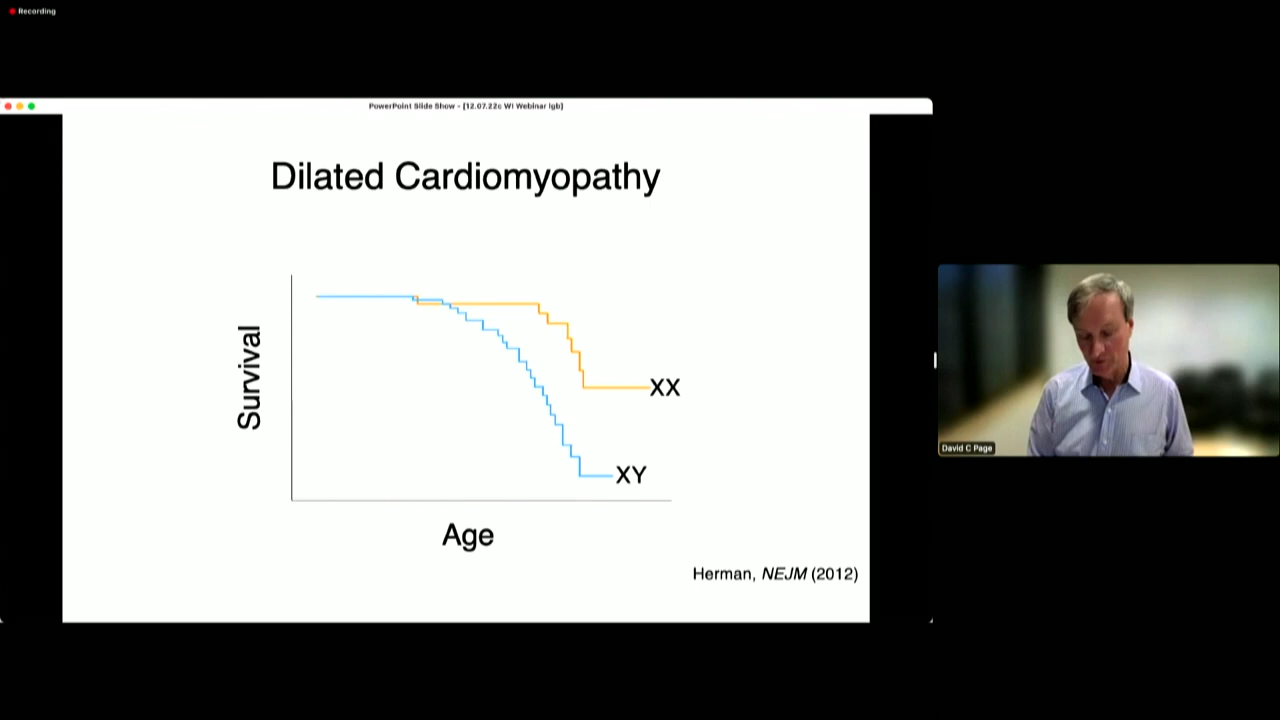 Recording
PowerPoint Slide Show - [12.07.22c WI Webinar lgb]
Dilated Cardiomyopathy
Survival
XX
XY
Age
Herman, NEJM (2012)
David C Page